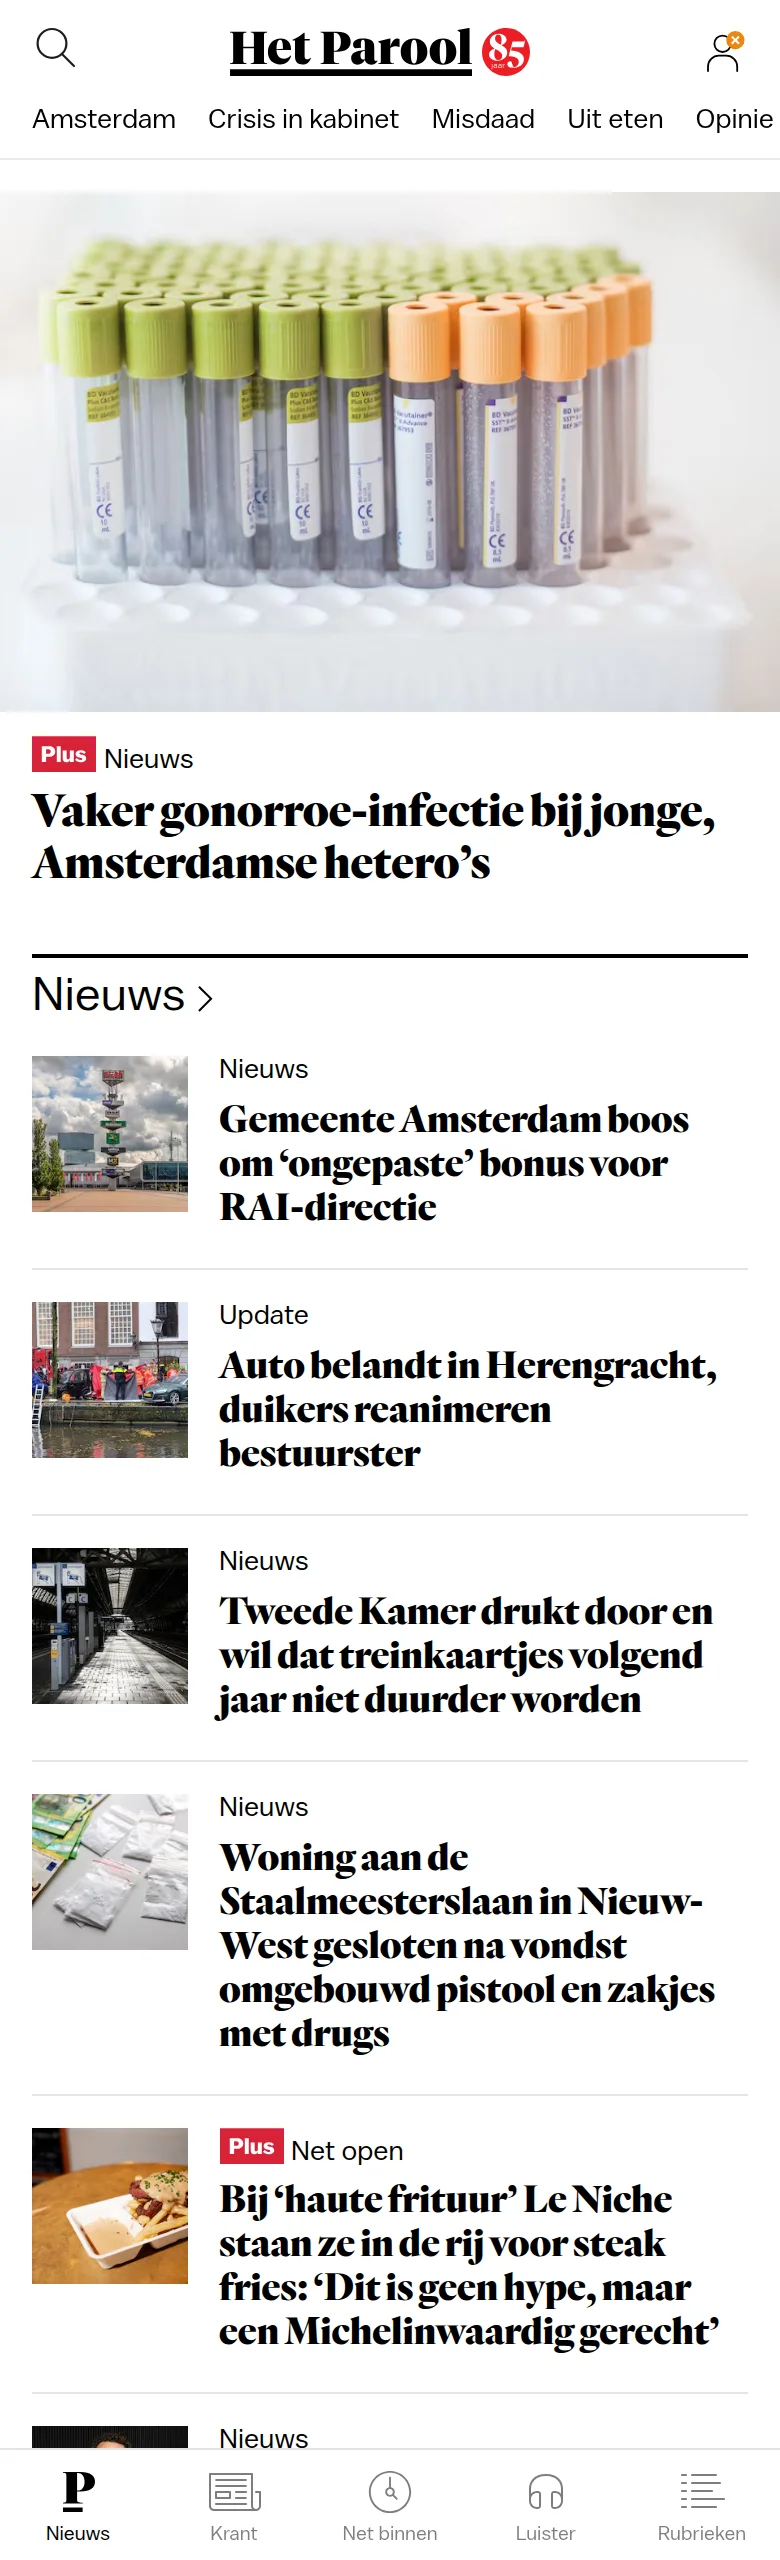 Het Parool 85 jaar
Amsterdam Crisis in kabinet Misdaad Uit eten Opinie
Plus Nieuws
Vaker gonorroe-infectie bij jonge,
Amsterdamse hetero’s
Nieuws
Nieuws
Gemeente Amsterdam boos
om ‘ongepaste’ bonus voor
RAI-directie
Update
Auto belandt in Herengracht,
duikers reanimeren
bestuurster
Nieuws
Tweede Kamer drukt door en
wil dat treinkaartjes volgend
jaar niet duurder worden
Nieuws
Woning aan de
Staalmeesterslaan in Nieuw-
West gesloten na vondst
omgebouwd pistool en zakjes
met drugs
Plus Net open
Bij ‘haute frituur’ Le Niche
staan ze in de rij voor steak
fries: ‘Dit is geen hype, maar
een Michelinwaardig gerecht’
Nieuws
Nieuws Krant Net binnen Luister Rubrieken